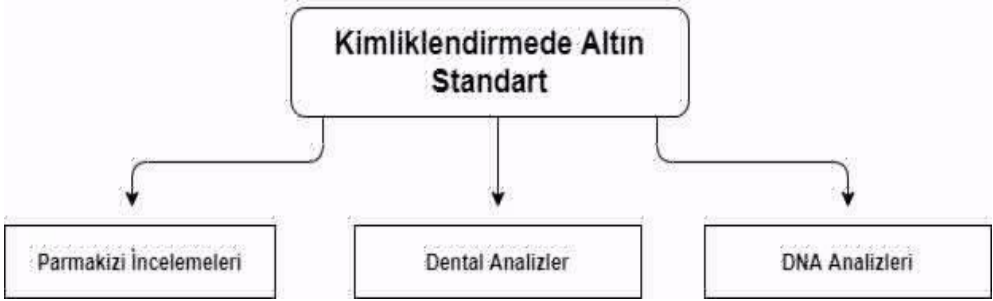 Kimliklendirmede Altın
Standart
Parmakizi İncelemeleri
Dental Analizler
DNA Analizleri